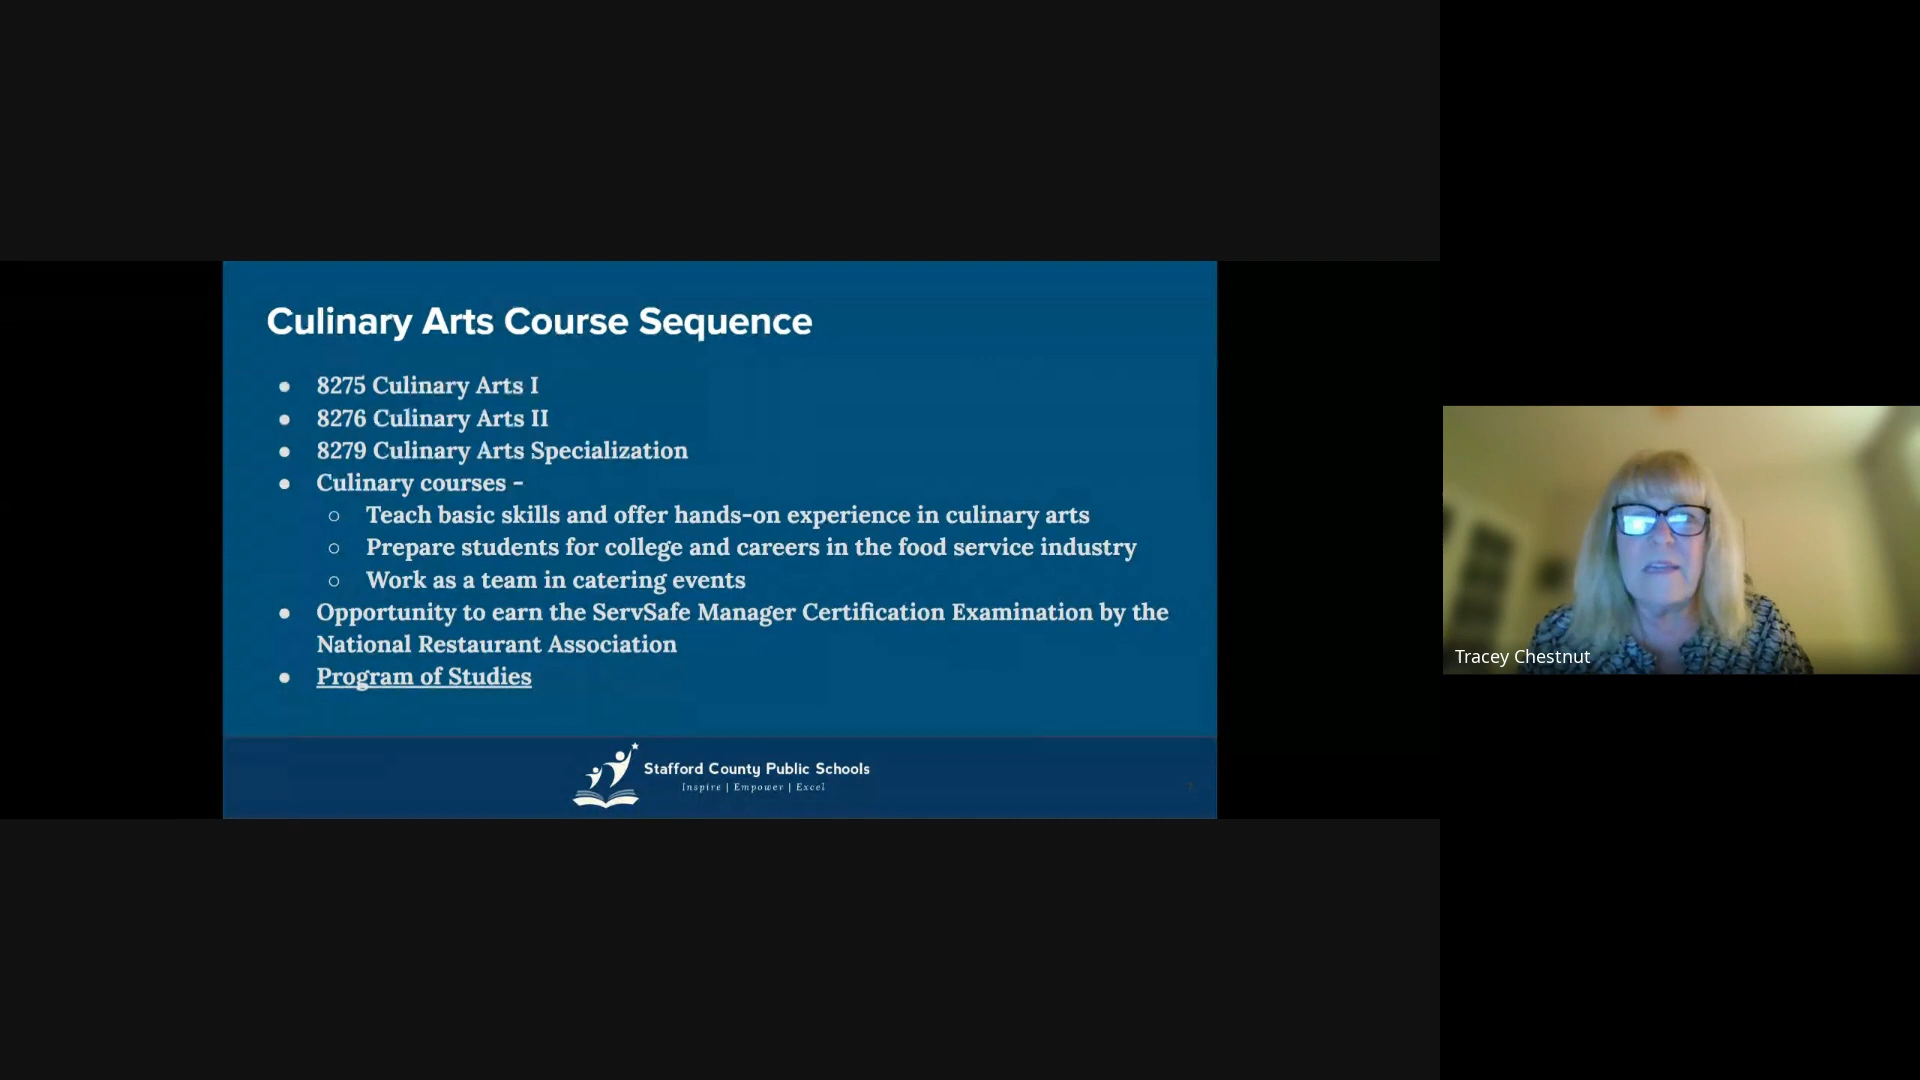 Culinary Arts Course Sequence
● 8275 Culinary Arts I
● 8276 Culinary Arts II
● 8279 Culinary Arts Specialization
● Culinary courses -
○ Teach basic skills and offer hands-on experience in culinary arts
○ Prepare students for college and careers in the food service industry
○ Work as a team in catering events
● Opportunity to earn the ServSafe Manager Certification Examination by the
National Restaurant Association
● Program of Studies
Stafford County Public Schools
Inspire | Empower | Excel
Tracey Chestnut